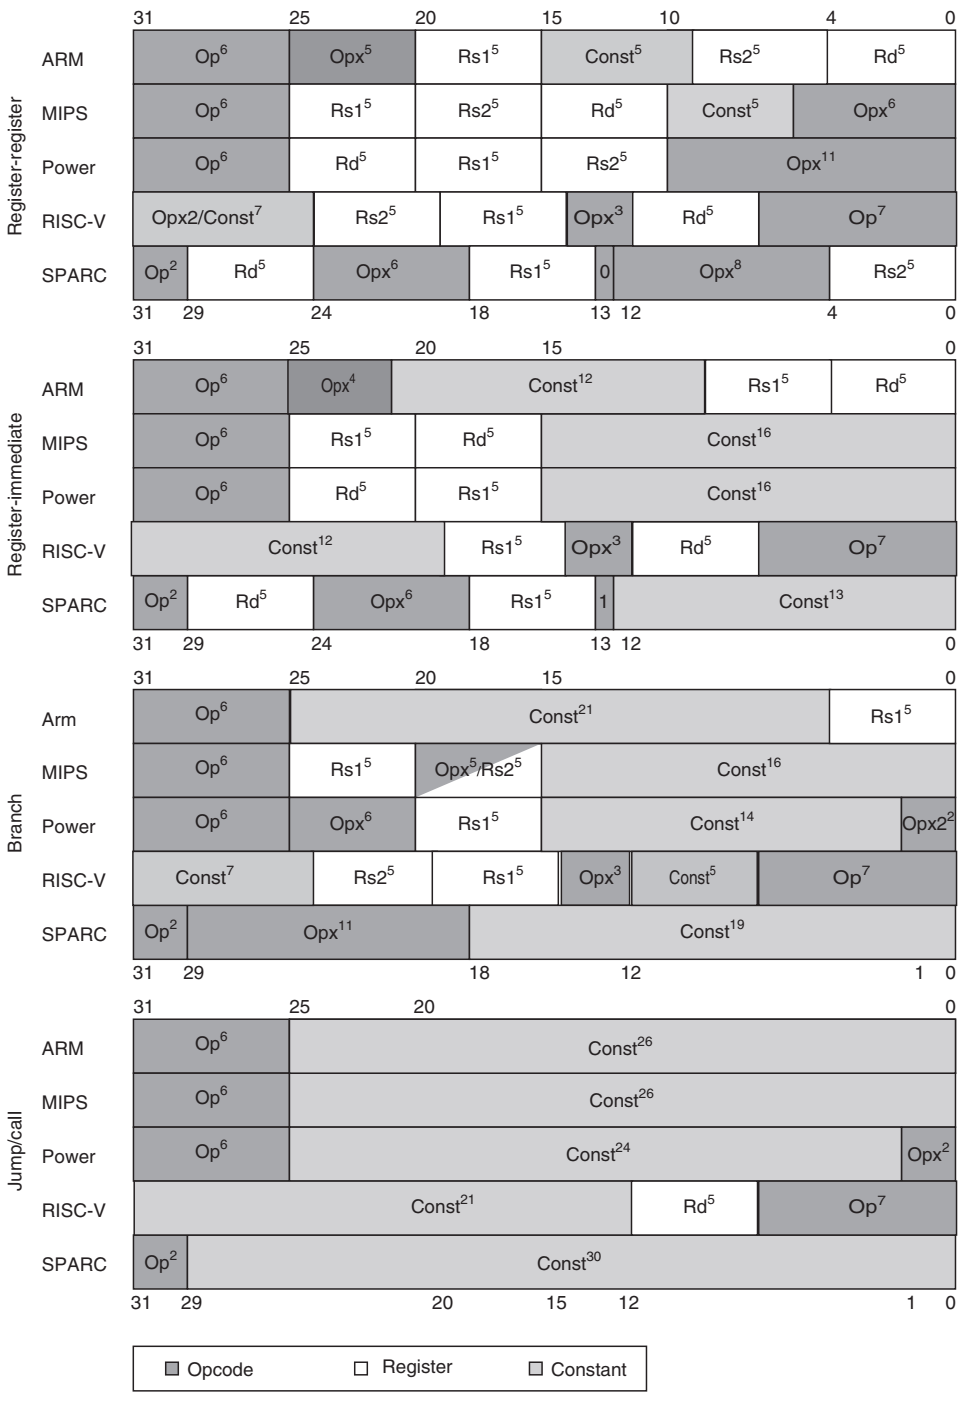 31 25 20 15 10 4 0
Register-register
ARM Op⁶ Opx⁵ Rs1⁵ Const⁵ Rs2⁵ Rd⁵
MIPS Op⁶ Rs1⁵ Rs2⁵ Rd⁵ Const⁵ Opx⁶
Power Op⁶ Rd⁵ Rs1⁵ Rs2⁵ Opx¹¹
RISC-V Opx2/Const⁷ Rs2⁵ Rs1⁵ Opx³ Rd⁵ Op⁷
SPARC Op² Rd⁵ Opx⁶ Rs1⁵ 0 Opx⁸ Rs2⁵
31 29 24 18 13 12 4 0
31 25 20 15 0
Register-immediate
ARM Op⁶ Opx⁴ Const¹² Rs1⁵ Rd⁵
MIPS Op⁶ Rs1⁵ Rd⁵ Const¹⁶
Power Op⁶ Rd⁵ Rs1⁵ Const¹⁶
RISC-V Const¹² Rs1⁵ Opx³ Rd⁵ Op⁷
SPARC Op² Rd⁵ Opx⁶ Rs1⁵ 1 Const¹³
31 29 24 18 13 12 0
31 25 20 15 0
Branch
Arm Op⁶ Const²¹ Rs1⁵
MIPS Op⁶ Rs1⁵ Opx⁵/Rs2⁵ Const¹⁶
Power Op⁶ Opx⁶ Rs1⁵ Const¹⁴ Opx2²
RISC-V Const⁷ Rs2⁵ Rs1⁵ Opx³ Const⁵ Op⁷
SPARC Op² Opx¹¹ Const¹⁹
31 29 18 12 1 0
31 25 20 0
Jump/call
ARM Op⁶ Const²⁶
MIPS Op⁶ Const²⁶
Power Op⁶ Const²⁴ Opx²
RISC-V Const²¹ Rd⁵ Op⁷
SPARC Op² Const³⁰
31 29 20 15 12 1 0
Opcode Register Constant